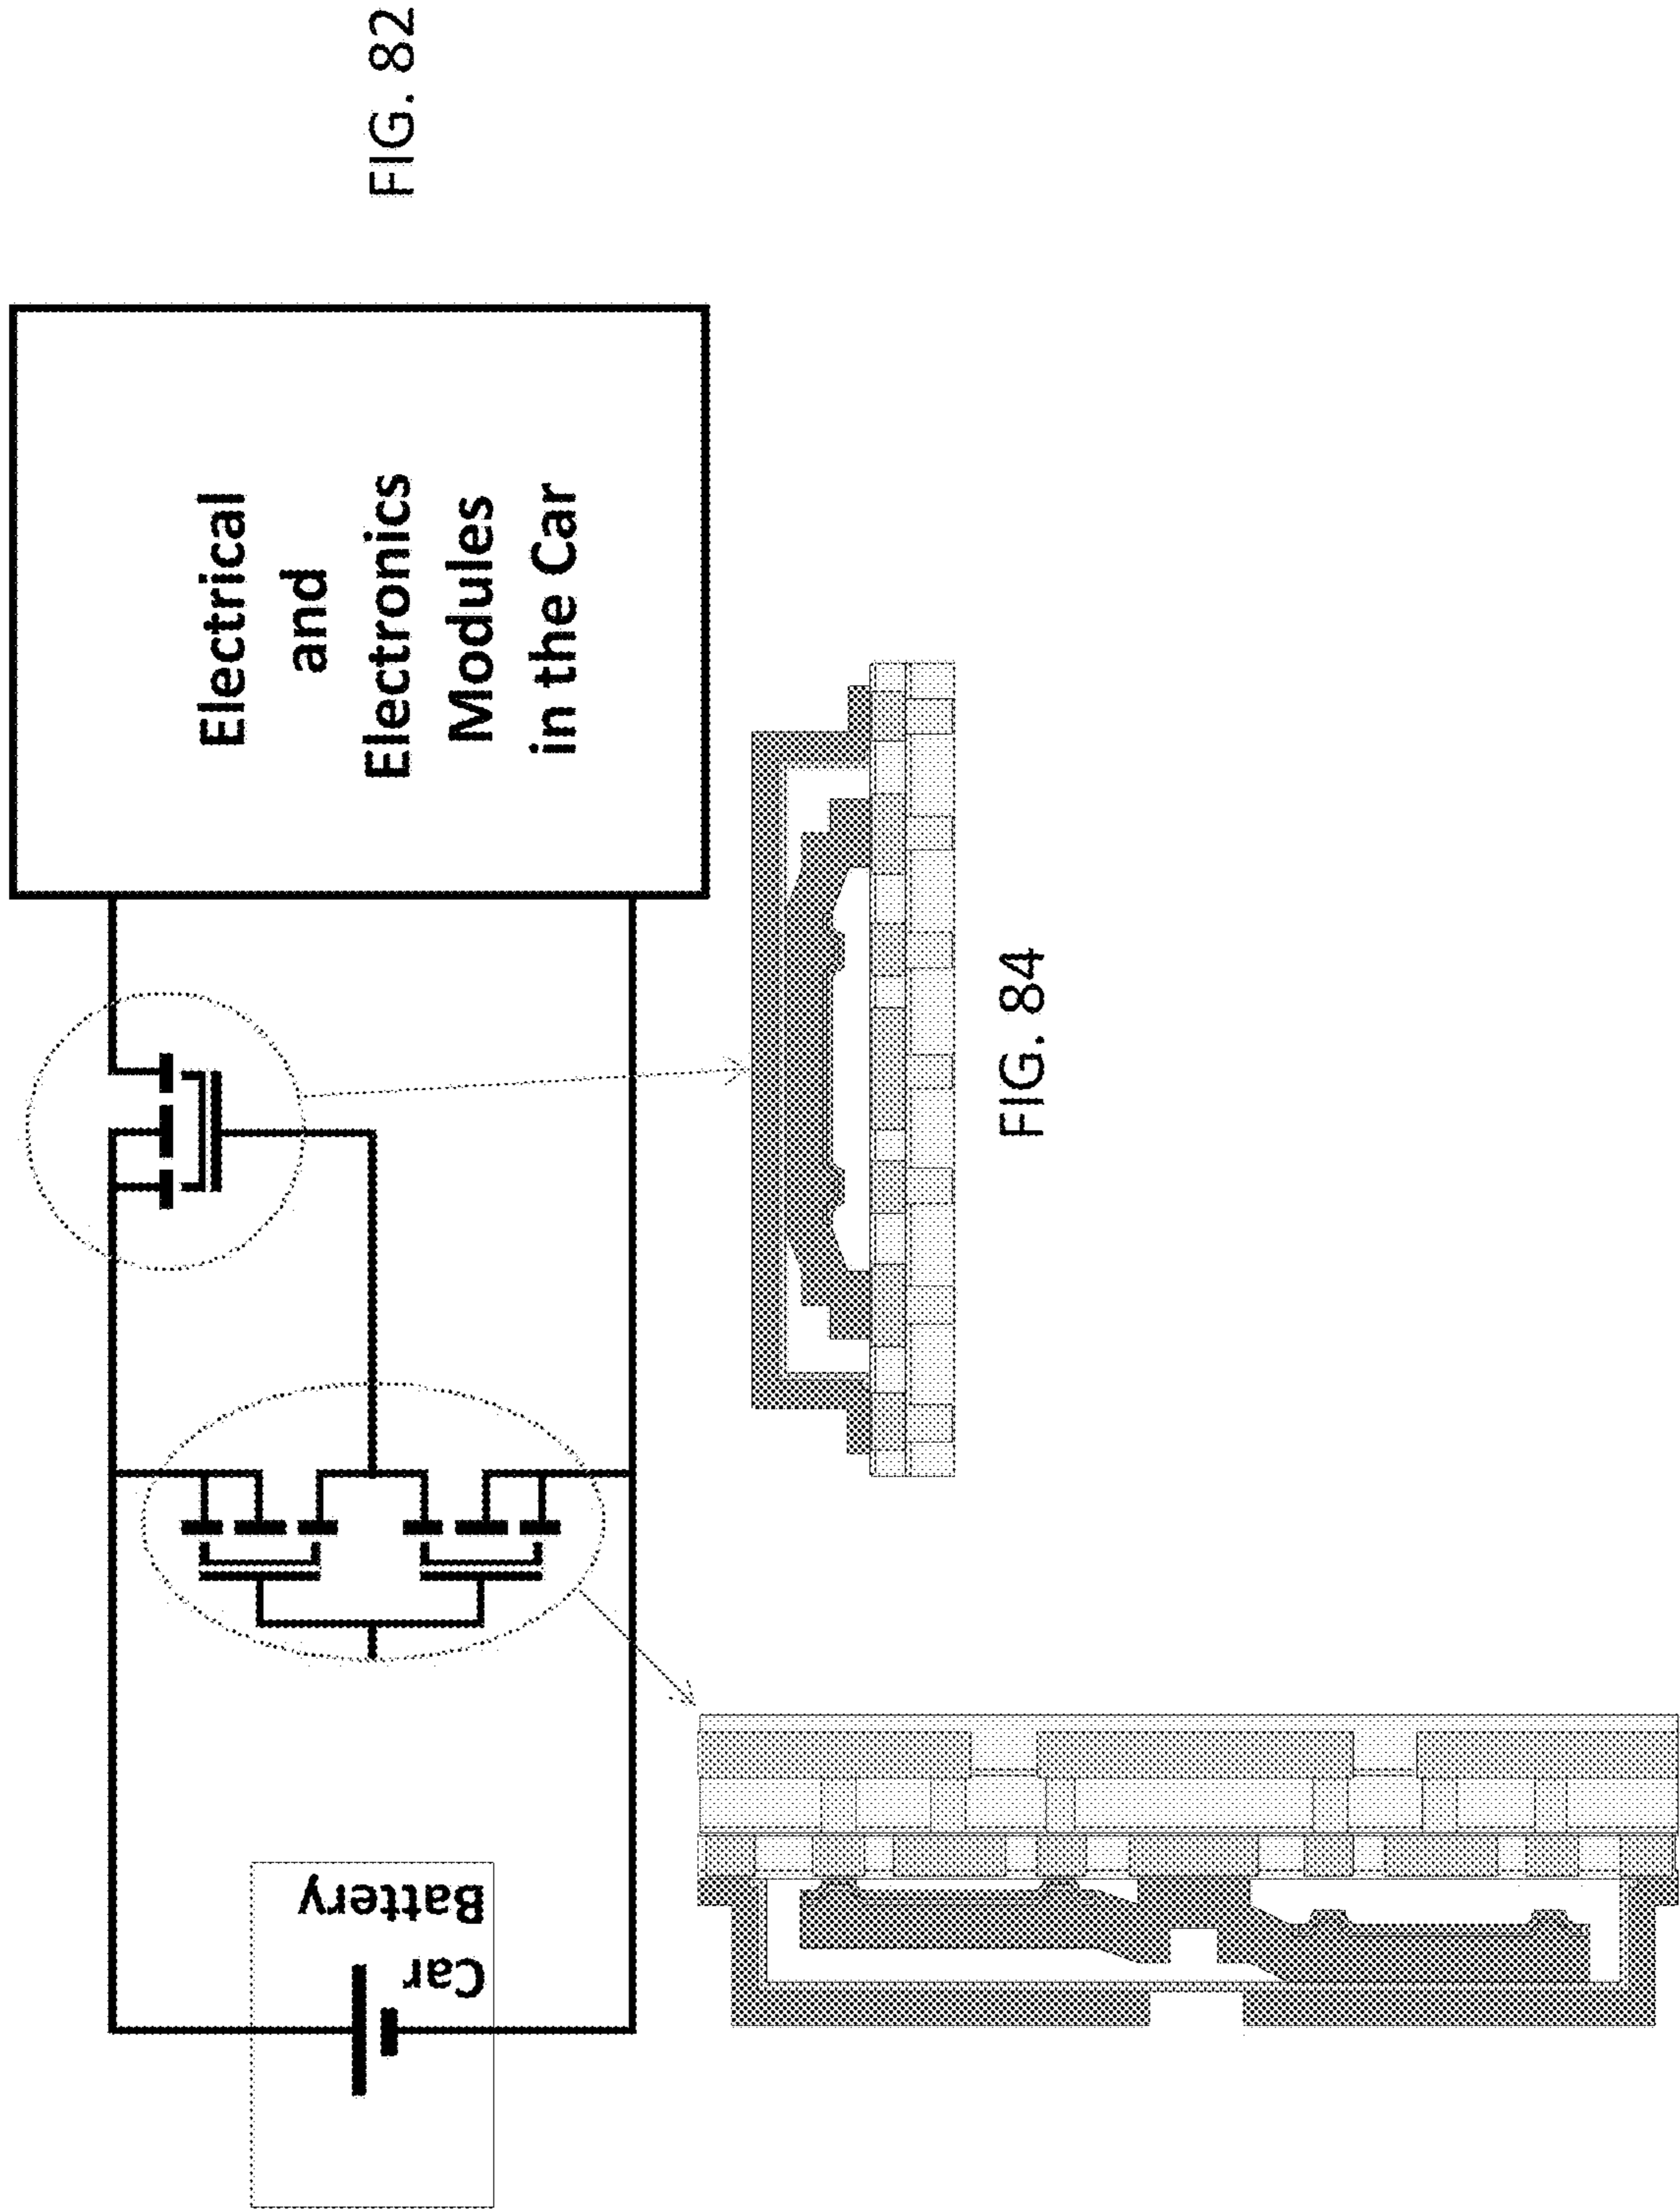 FIG. 82
Electrical
and
Electronics
Modules
in the Car
Car
Battery
FIG. 84